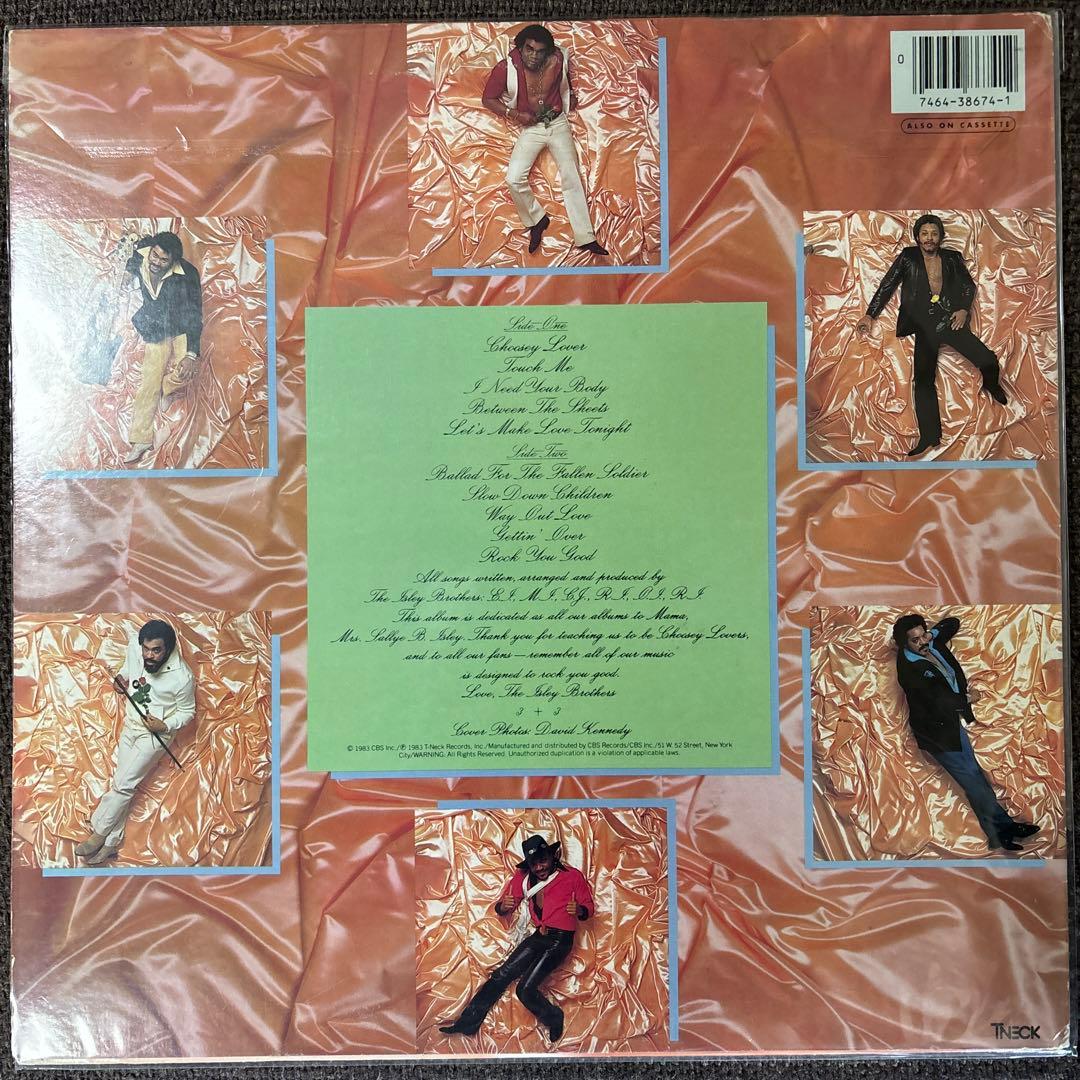 0
7464-38674-1
ALSO ON CASSETTE
Side One
Choosey Lover
Touch Me
I Need Your Body
Between The Sheets
Let's Make Love Tonight
Side Two
Ballad For The Fallen Soldier
Slow Down Children
Way Out Love
Gettin' Over
Rock You Good
All songs written, arranged and produced by
The Isley Brothers: E.I., M.I., C.J., R.I., O.I., R.I.
This album is dedicated as all our albums to Mama,
Mrs. Sallye B. Isley. Thank you for teaching us to be Choosey Lovers,
and to all our fans—remember all of our music
is designed to rock you good.
Love, The Isley Brothers
3 + 3
Cover Photos: David Kennedy
© 1983 CBS Inc./℗ 1983 T-Neck Records, Inc./Manufactured and distributed by CBS Records/CBS Inc./51 W. 52 Street, New York
City/WARNING: All Rights Reserved. Unauthorized duplication is a violation of applicable laws.
TNECK